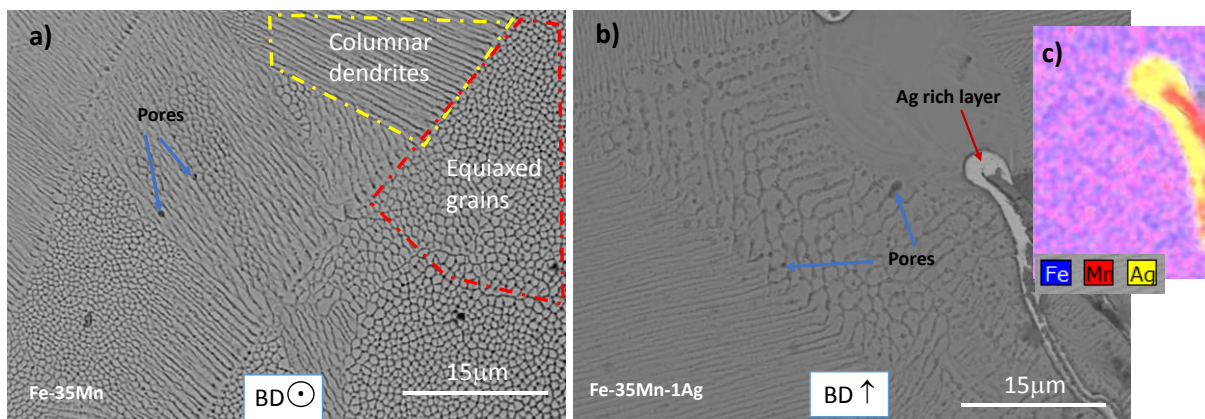 a)
Columnar
dendrites
Pores
Equiaxed
grains
Fe-35Mn
BD
15μm
b)
Ag rich layer
Pores
Fe-35Mn-1Ag
BD ↑
15μm
c)
Fe Mn Ag